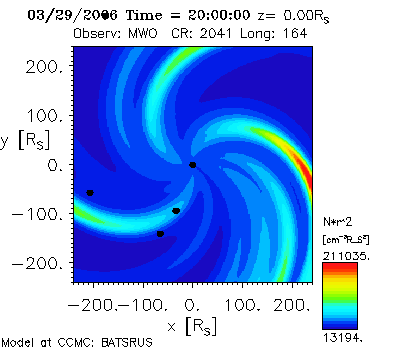 03/29/2006 Time = 20:00:00 z= 0.00Rs
Observ: MWO CR: 2041 Long: 164
200.
100.
0.
-100.
-200.
y [Rs]
-200. -100. 0. 100. 200.
x [Rs]
N*r^2
[cm^-3R_S^2]
211035.
13194.
Model at CCMC: BATSRUS